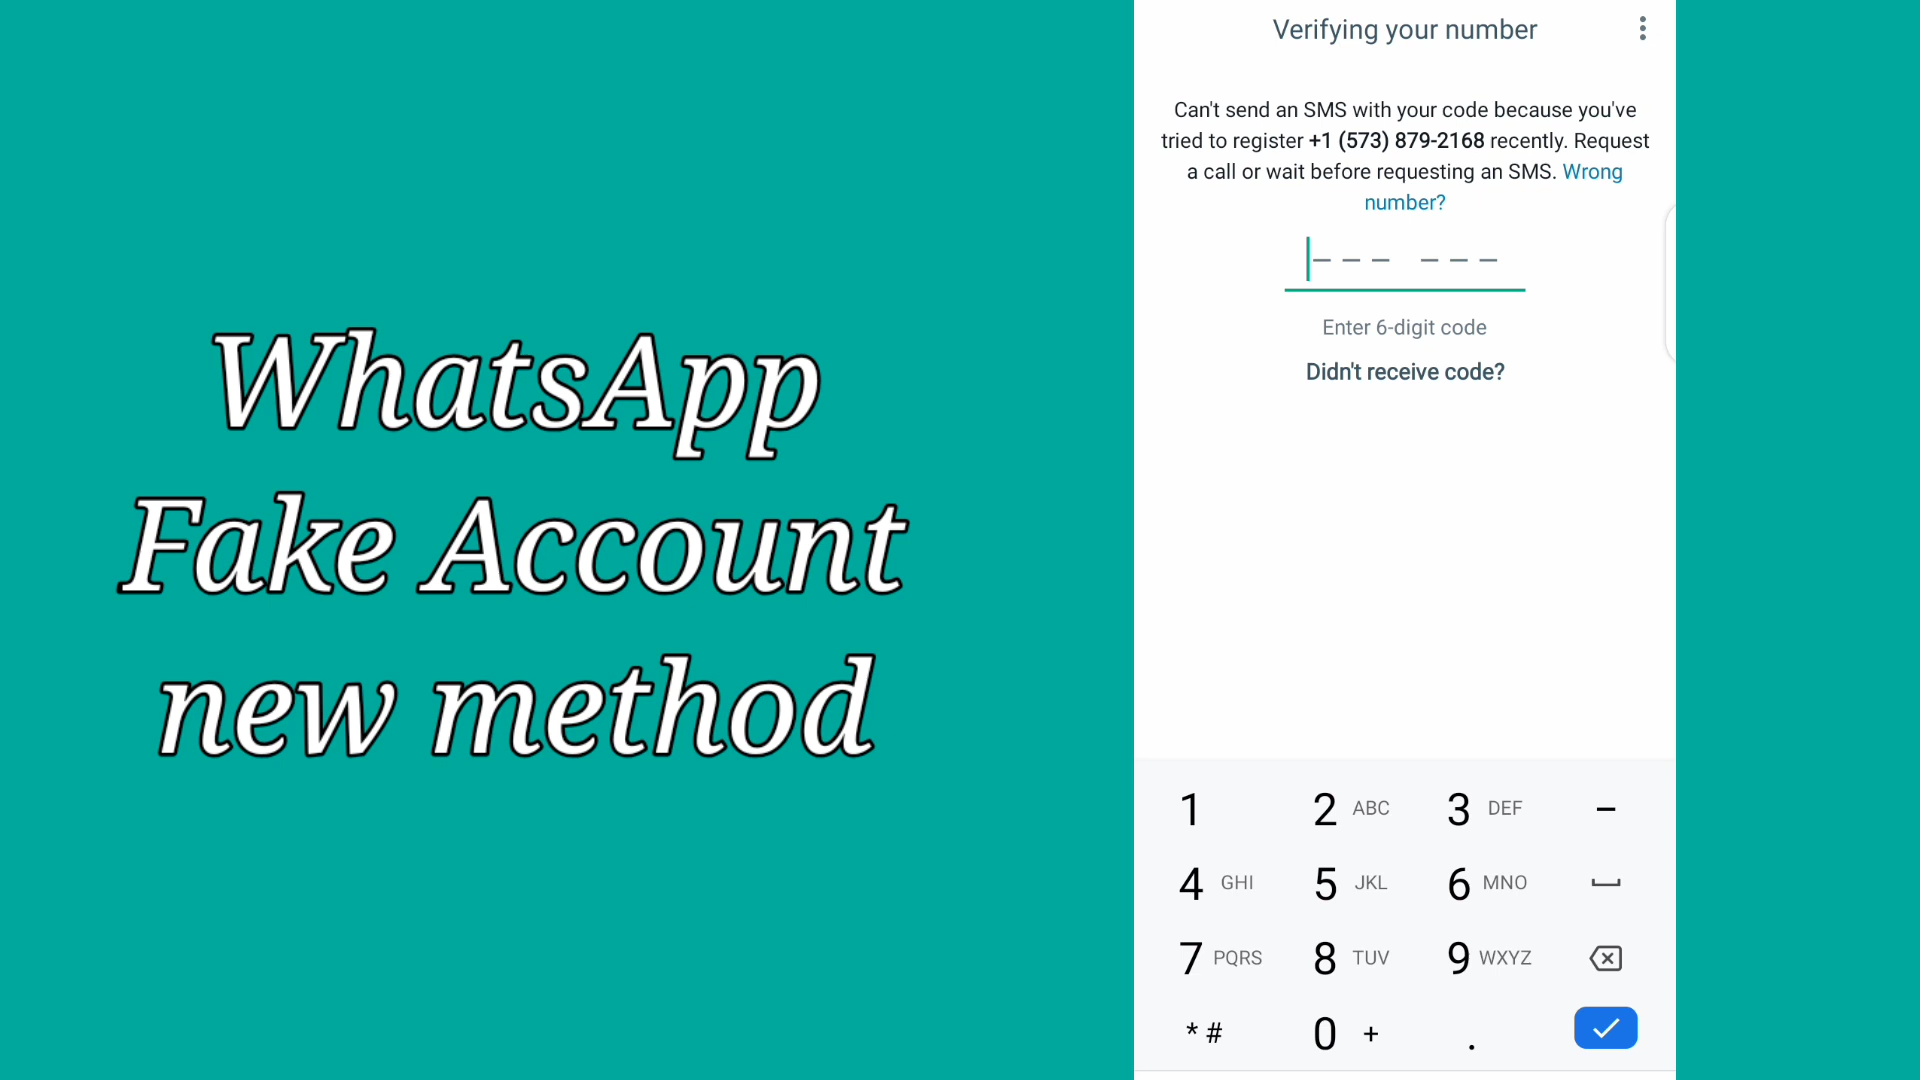 WhatsApp
Fake Account
new method
Verifying your number
Can't send an SMS with your code because you've
tried to register +1 (573) 879-2168 recently. Request
a call or wait before requesting an SMS. Wrong
number?
Enter 6-digit code
Didn't receive code?
1 2 ABC 3 DEF –
4 GHI 5 JKL 6 MNO
7 PQRS 8 TUV 9 WXYZ
* # 0 + .